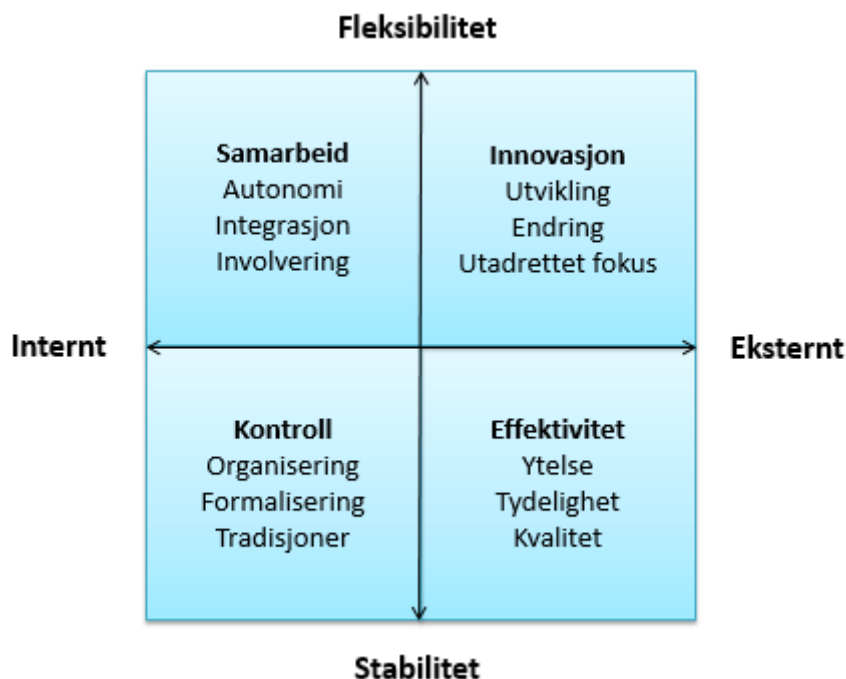 Fleksibilitet
Samarbeid
Autonomi
Integrasjon
Involvering
Innovasjon
Utvikling
Endring
Utadrettet fokus
Internt
Eksternt
Kontroll
Organisering
Formalisering
Tradisjoner
Effektivitet
Ytelse
Tydelighet
Kvalitet
Stabilitet